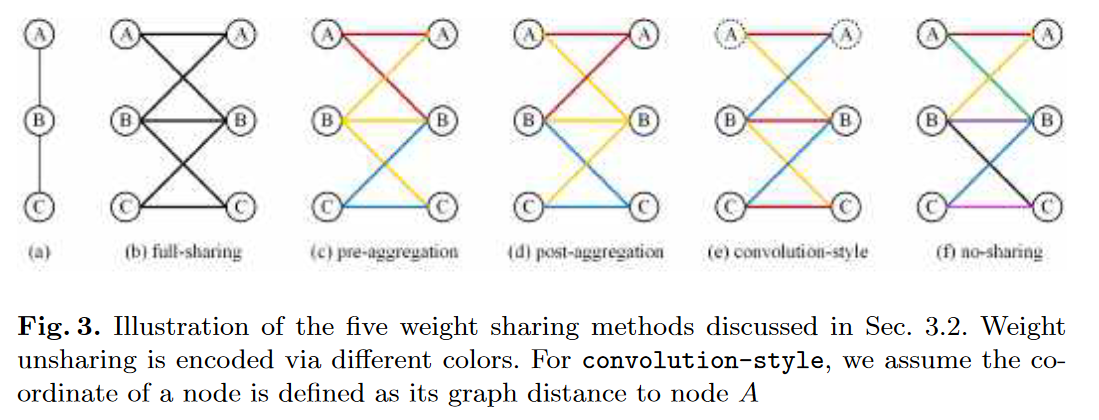 A A A A A A A A A A A
B B B B B B B B B B B
C C C C C C C C C C C
(a) (b) full-sharing (c) pre-aggregation (d) post-aggregation (e) convolution-style (f) no-sharing
Fig. 3. Illustration of the five weight sharing methods discussed in Sec. 3.2. Weight
unsharing is encoded via different colors. For convolution-style, we assume the co-
ordinate of a node is defined as its graph distance to node A